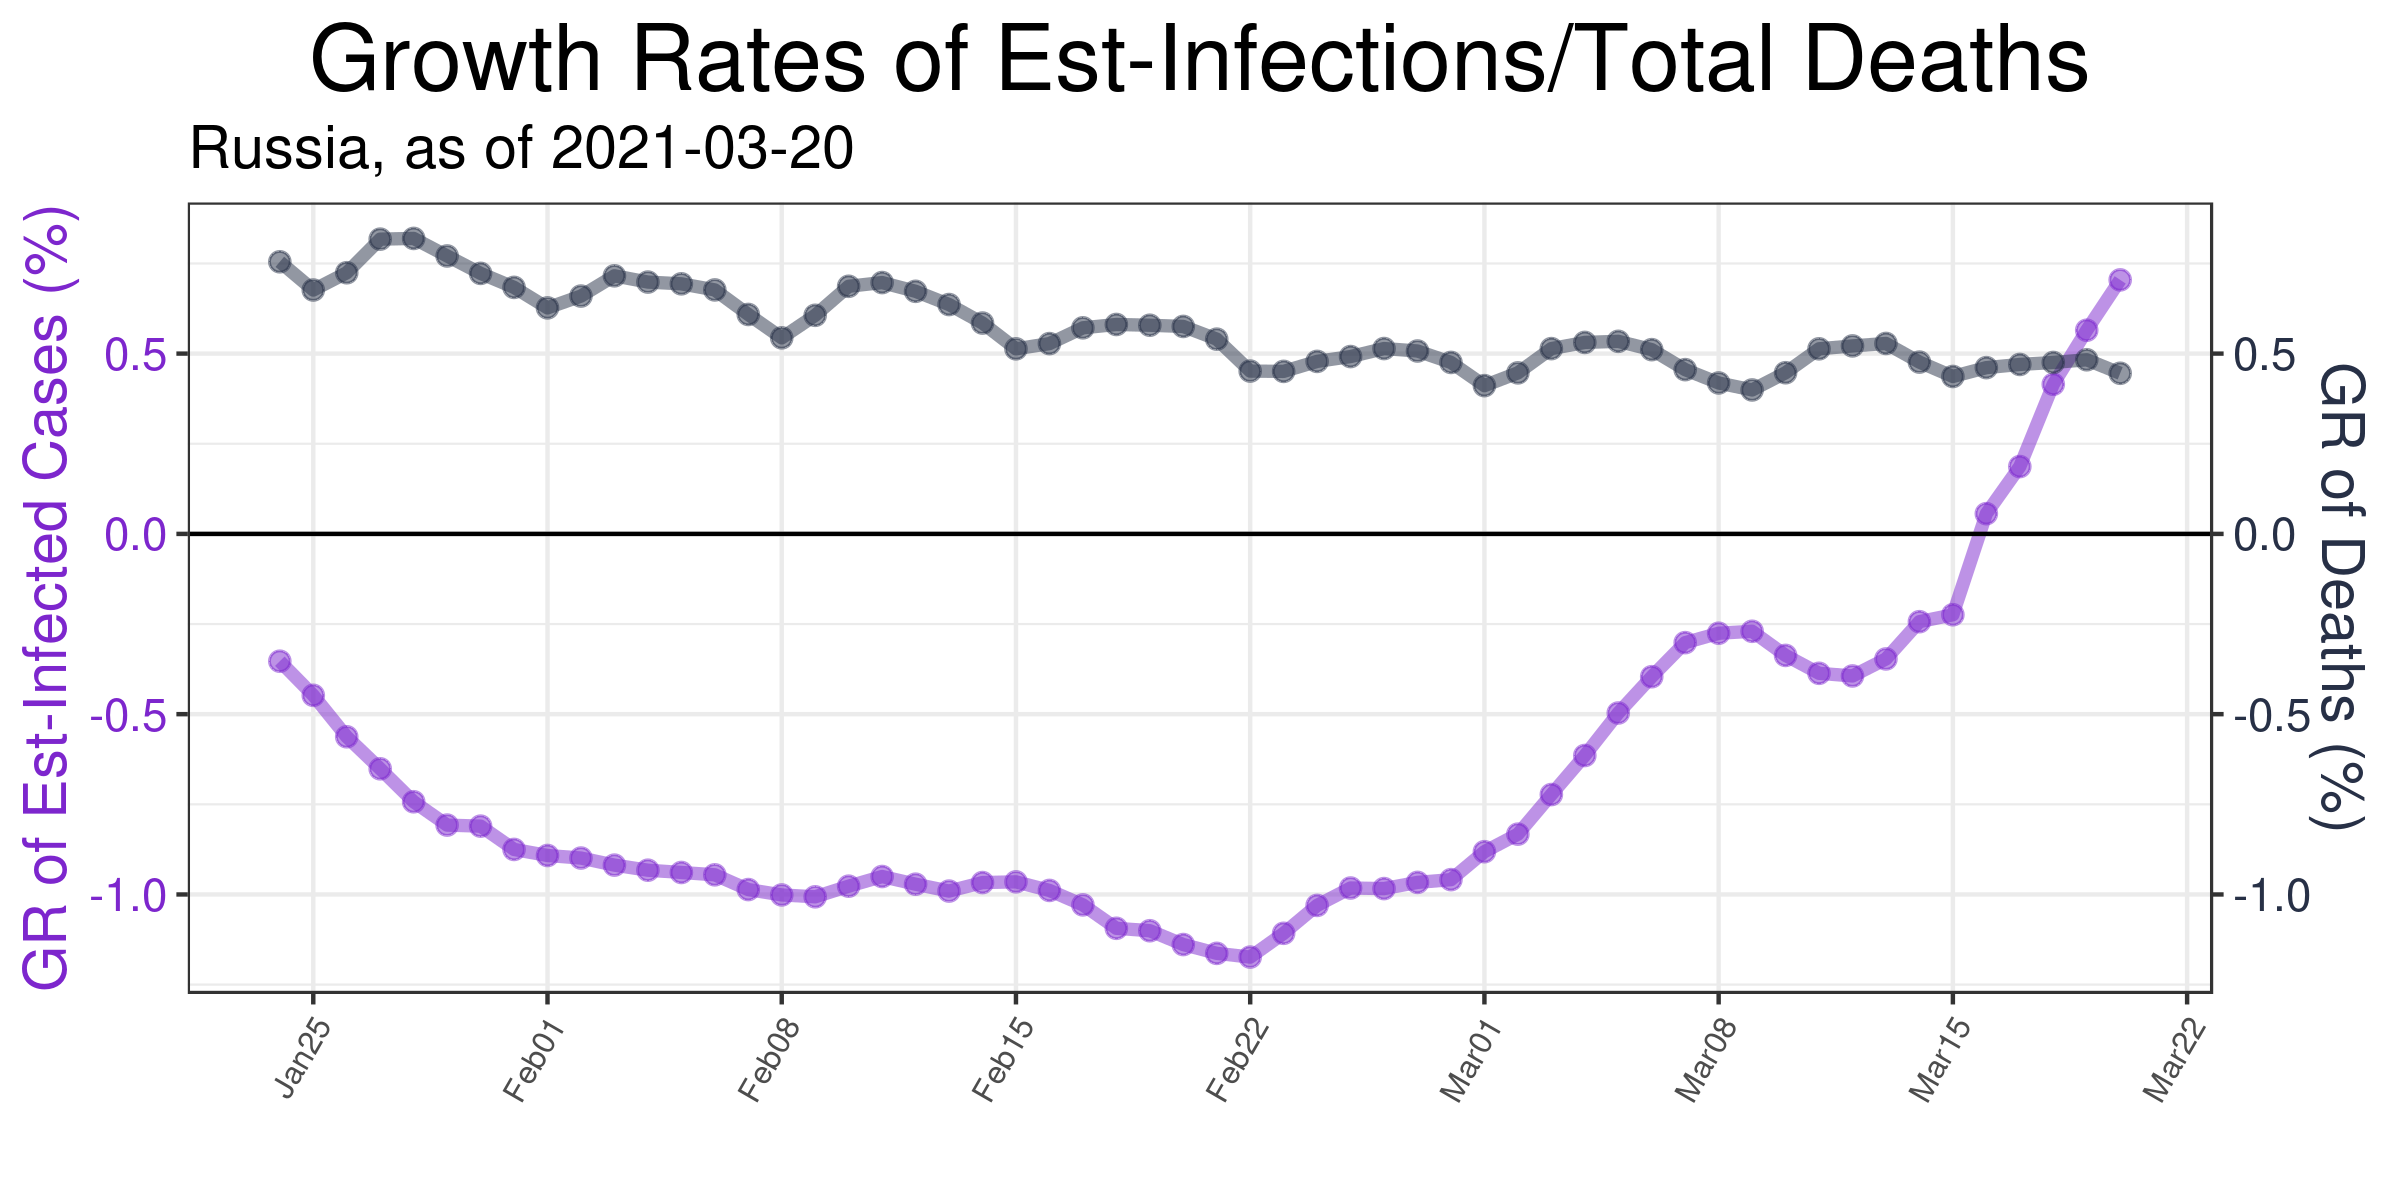 Growth Rates of Est-Infections/Total Deaths
Russia, as of 2021-03-20
GR of Est-Infected Cases (%)
0.5
0.0
-0.5
-1.0
0.5
0.0
-0.5
-1.0
GR of Deaths (%)
Jan25
Feb01
Feb08
Feb15
Feb22
Mar01
Mar08
Mar15
Mar22